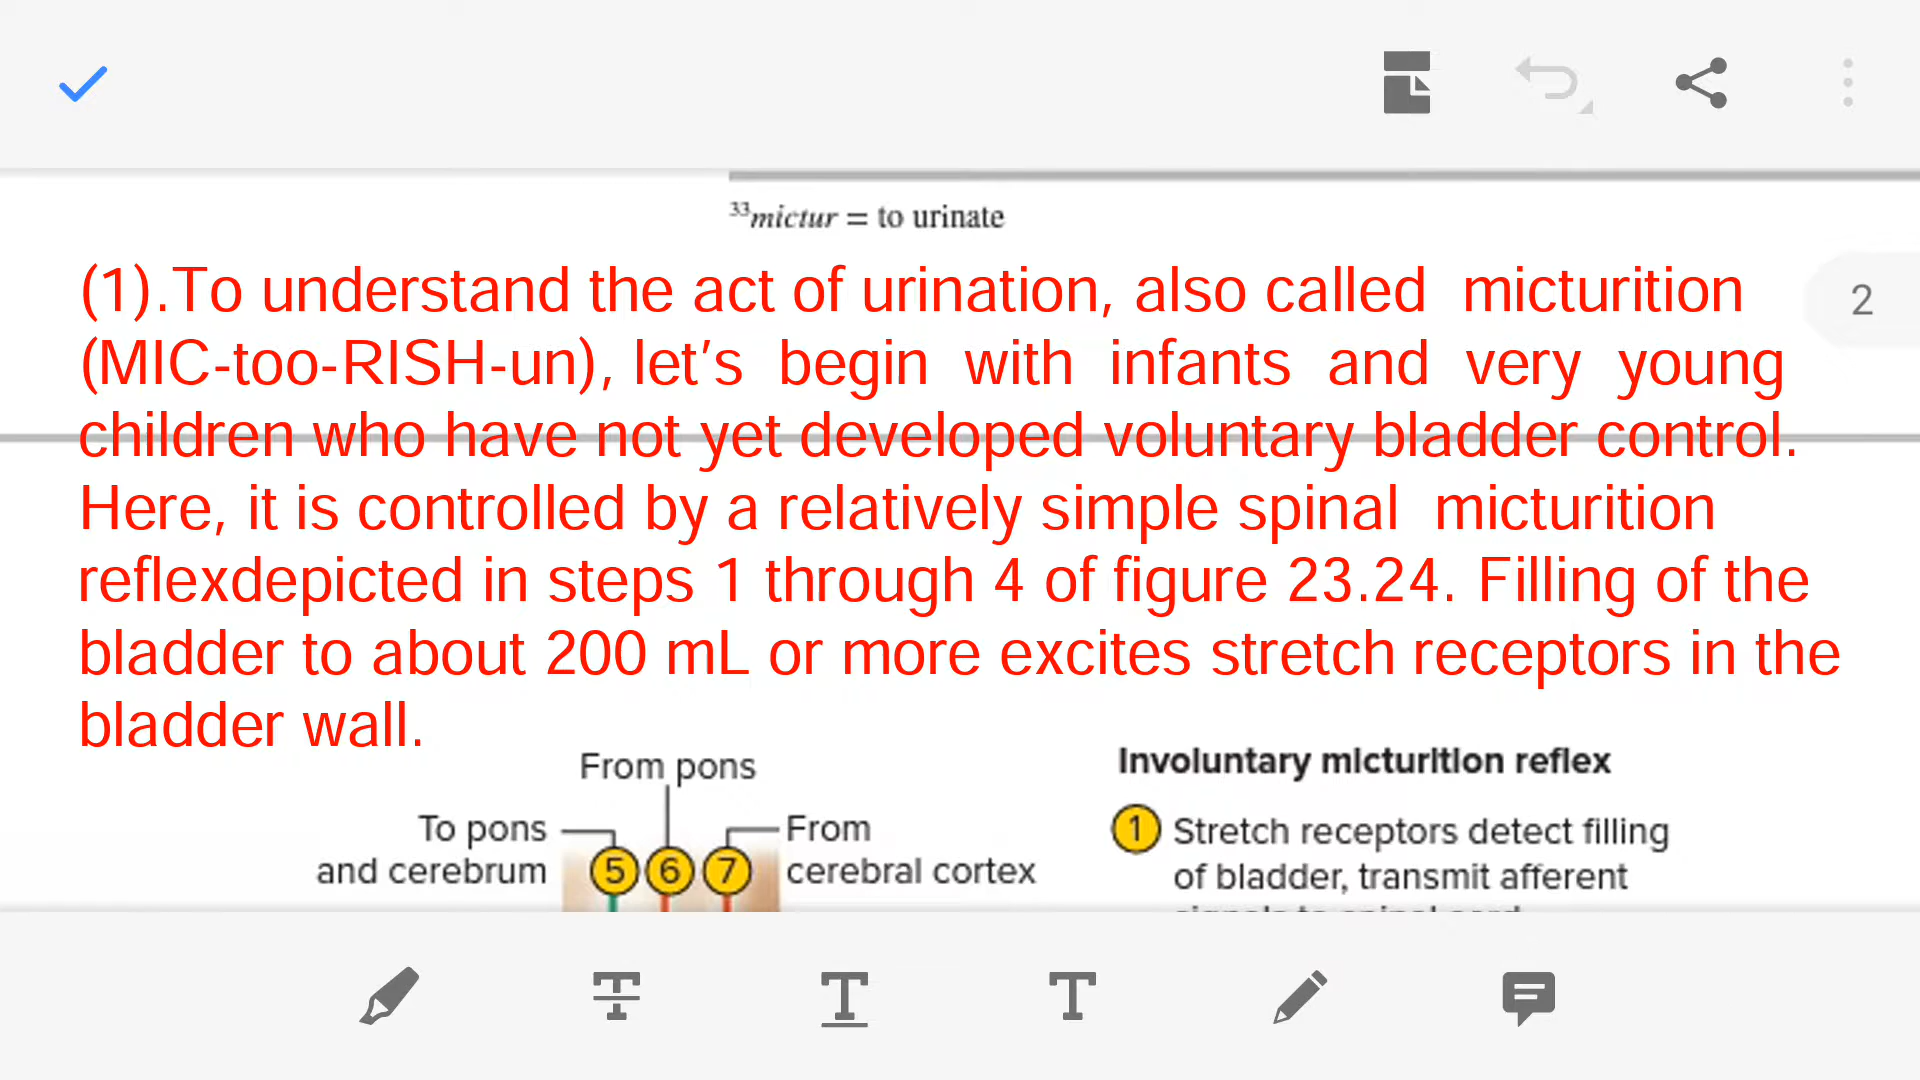 ³³mictur = to urinate
(1).To understand the act of urination, also called micturition
2
(MIC-too-RISH-un), let’s begin with infants and very young
children who have not yet developed voluntary bladder control.
Here, it is controlled by a relatively simple spinal micturition
reflexdepicted in steps 1 through 4 of figure 23.24. Filling of the
bladder to about 200 mL or more excites stretch receptors in the
bladder wall.
From pons
To pons
and cerebrum
5 6 7
From
cerebral cortex
Involuntary micturition reflex
1 Stretch receptors detect filling
of bladder, transmit afferent